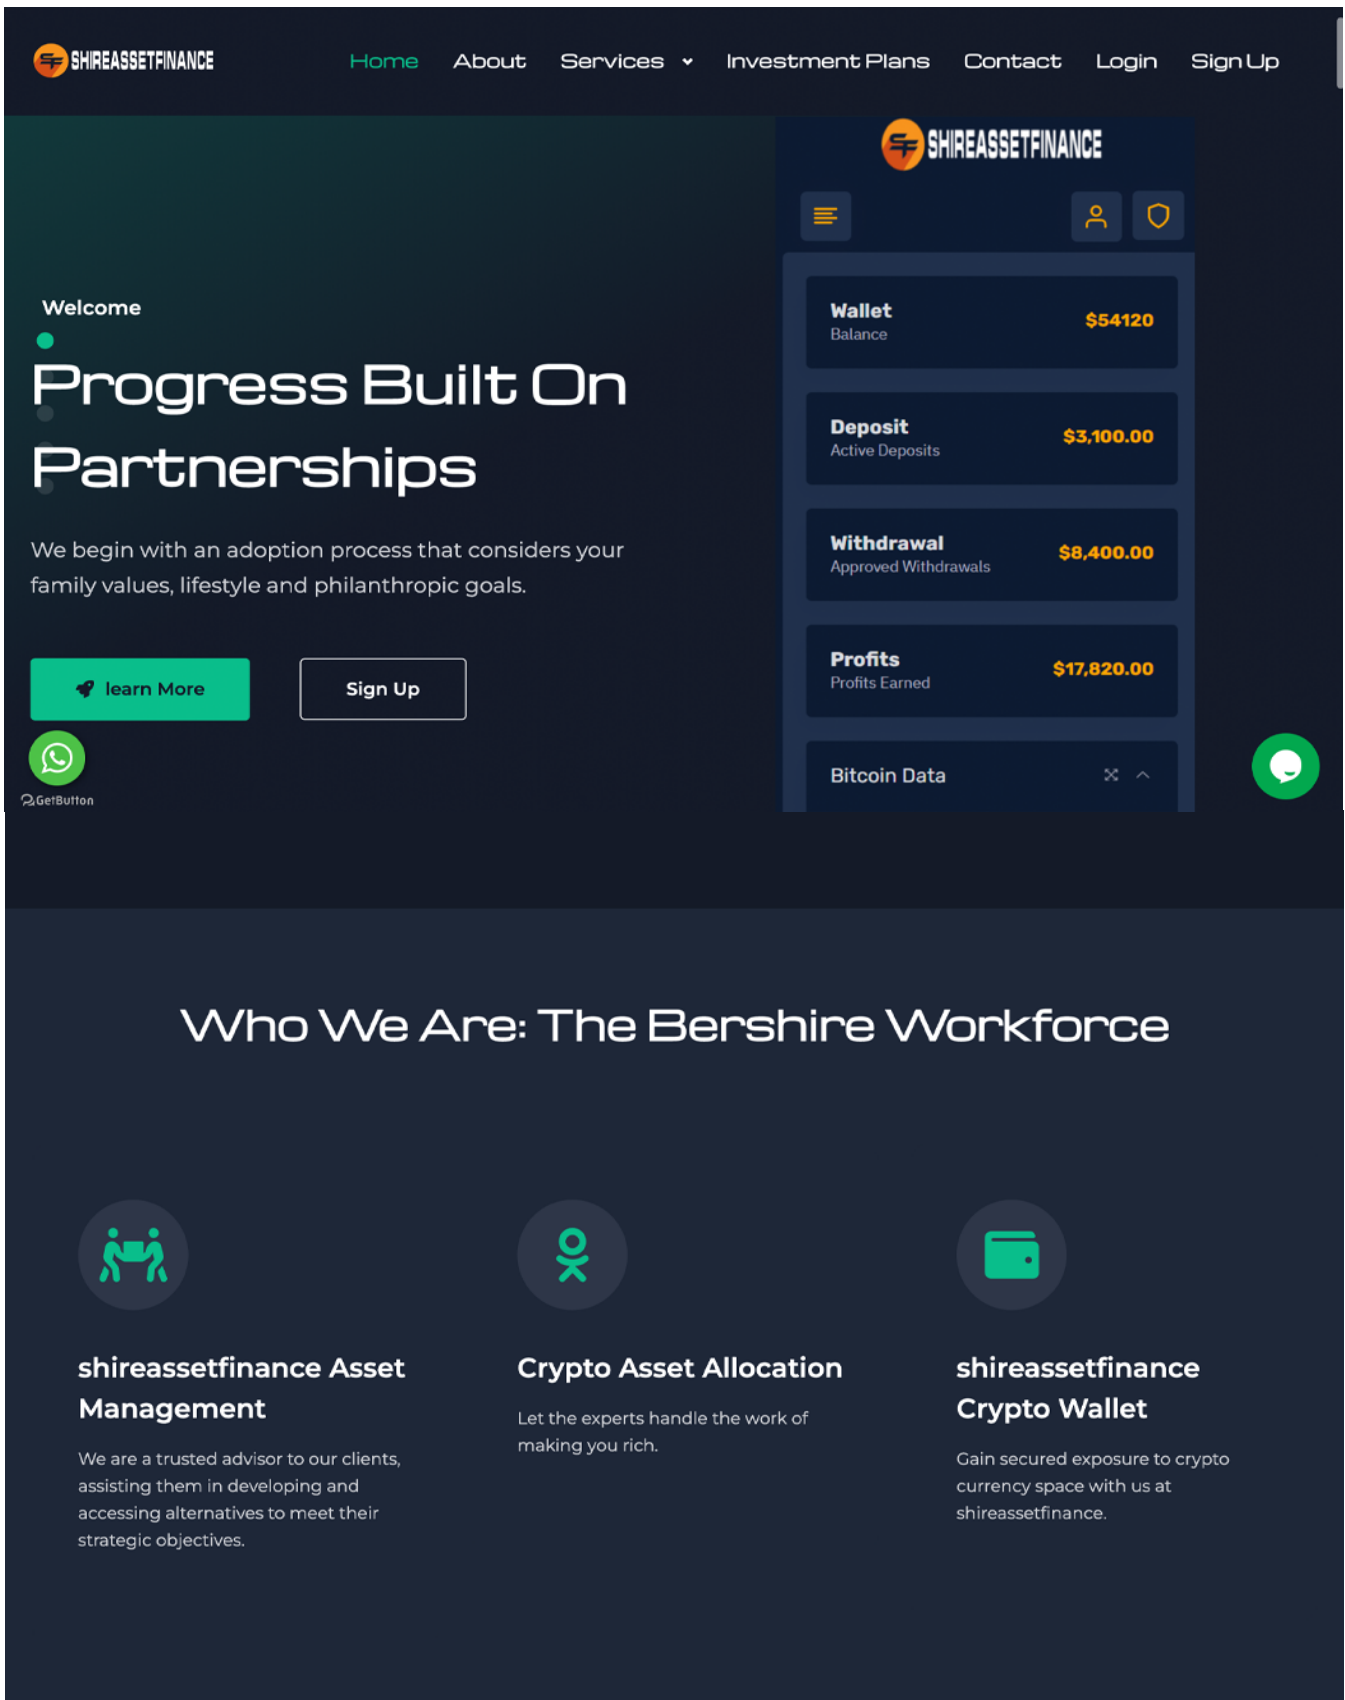 SHIREASSETFINANCE
Home About Services Investment Plans Contact Login Sign Up
SHIREASSETFINANCE
Welcome
Progress Built On
Partnerships
We begin with an adoption process that considers your
family values, lifestyle and philanthropic goals.
learn More
Sign Up
GetButton
Wallet
Balance
$54120
Deposit
Active Deposits
$3,100.00
Withdrawal
Approved Withdrawals
$8,400.00
Profits
Profits Earned
$17,820.00
Bitcoin Data
Who We Are: The Bershire Workforce
shireassetfinance Asset
Management
We are a trusted advisor to our clients,
assisting them in developing and
accessing alternatives to meet their
strategic objectives.
Crypto Asset Allocation
Let the experts handle the work of
making you rich.
shireassetfinance
Crypto Wallet
Gain secured exposure to crypto
currency space with us at
shireassetfinance.